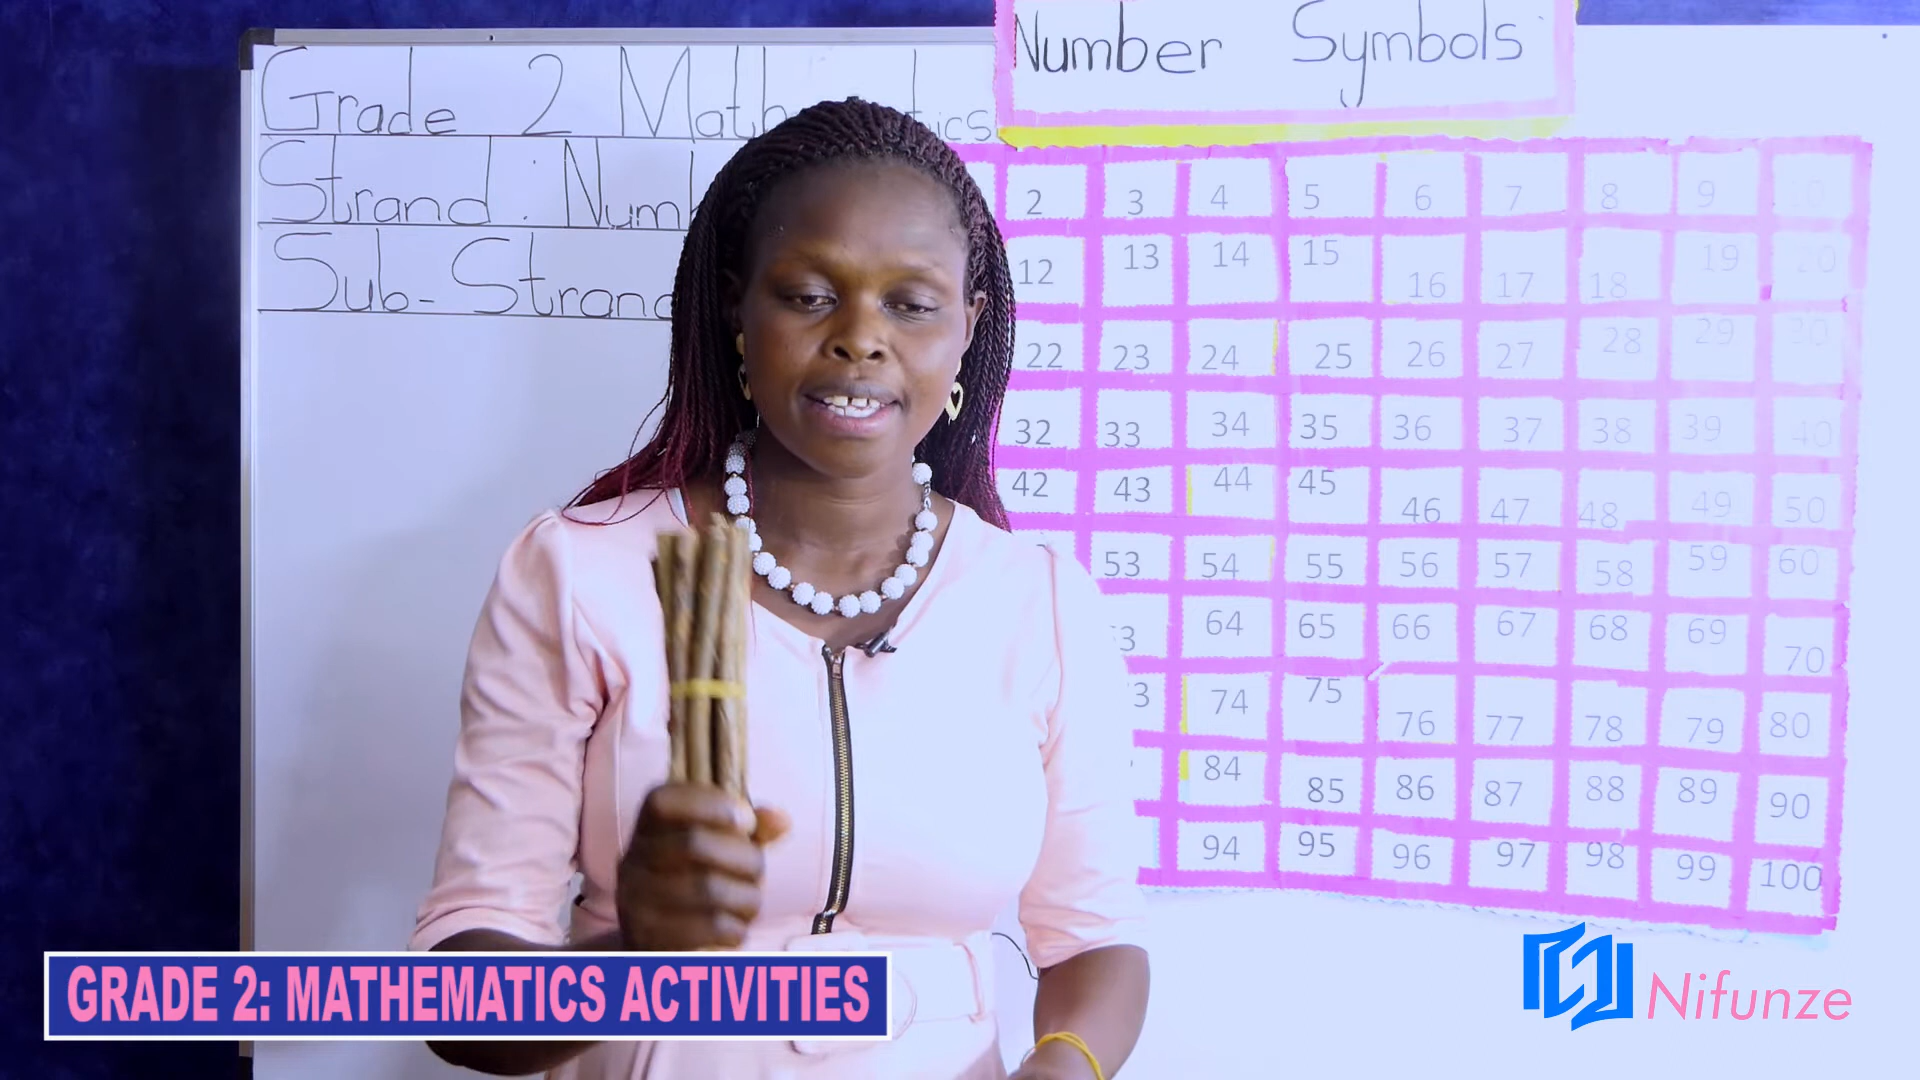 Grade 2 Math
Strand : Numb
Sub-Strand
Number Symbols
2 3 4 5 6 7 8 9 10
12 13 14 15 16 17 18 19 20
22 23 24 25 26 27 28 29 30
32 33 34 35 36 37 38 39 40
42 43 44 45 46 47 48 49 50
53 54 55 56 57 58 59 60
64 65 66 67 68 69 70
74 75 76 77 78 79 80
84 85 86 87 88 89 90
94 95 96 97 98 99 100
GRADE 2: MATHEMATICS ACTIVITIES
Nifunze